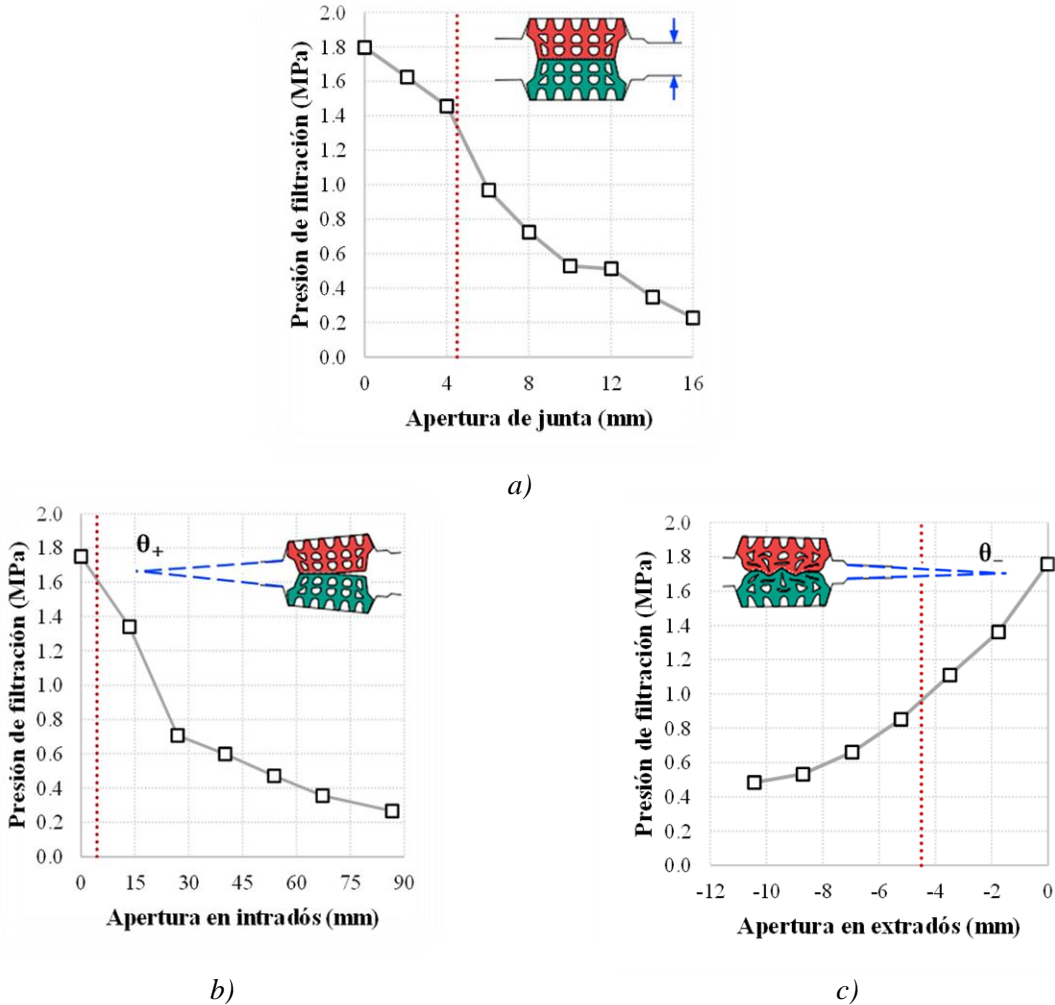 2.0
1.8
1.6
1.4
1.2
1.0
0.8
0.6
0.4
0.2
0.0
Presión de filtración (MPa)
0 4 8 12 16
Apertura de junta (mm)
a)
2.0
1.8
1.6
1.4
1.2
1.0
0.8
0.6
0.4
0.2
0.0
Presión de filtración (MPa)
θ+
0 15 30 45 60 75 90
Apertura en intradós (mm)
b)
2.0
1.8
1.6
1.4
1.2
1.0
0.8
0.6
0.4
0.2
0.0
Presión de filtración (MPa)
θ−
-12 -10 -8 -6 -4 -2 0
Apertura en extradós (mm)
c)